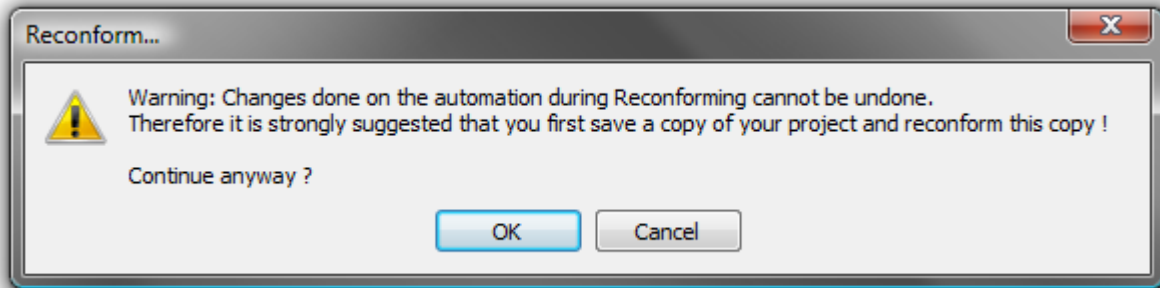 Reconform...
Warning: Changes done on the automation during Reconforming cannot be undone.
Therefore it is strongly suggested that you first save a copy of your project and reconform this copy !
Continue anyway ?
OK
Cancel